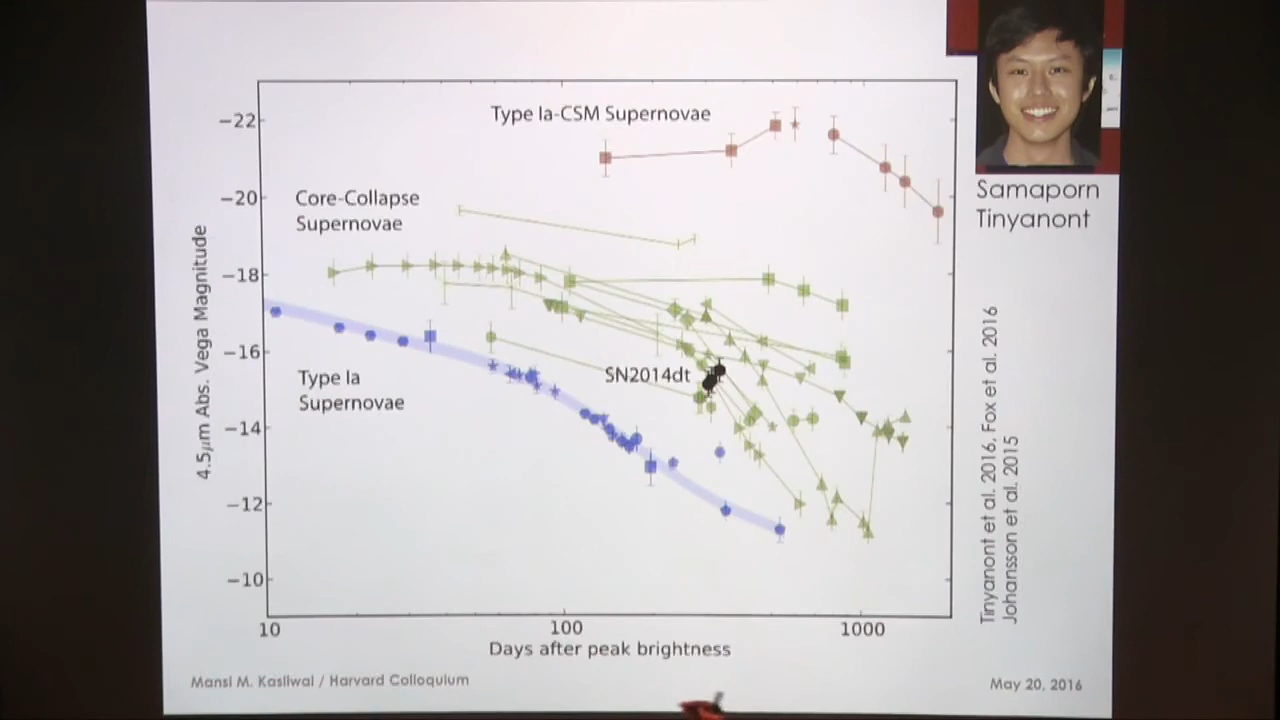 Type Ia-CSM Supernovae
Core-Collapse
Supernovae
Type Ia
Supernovae
SN2014dt
−22
−20
−18
−16
−14
−12
−10
4.5μm Abs. Vega Magnitude
10
100
1000
Days after peak brightness
Samaporn
Tinyanont
Tinyanont et al. 2016, Fox et al. 2016
Johansson et al. 2015
Mansi M. Kasliwal / Harvard Colloquium
May 20, 2016